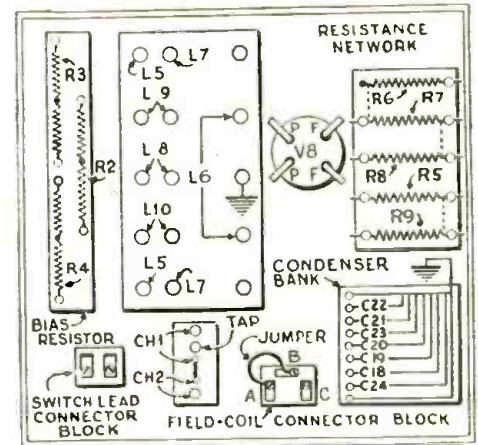 RESISTANCE
NETWORK
R3
L5
L7
R6
R7
L9
P F
V8
P F
R2
L8
L6
R8
R5
R9
L10
R4
L5
L7
CONDENSER
BANK
C22
C21
C23
C20
C19
C18
C24
BIAS
RESISTOR
CH1
TAP
JUMPER
CH2
A
B
C
SWITCH LEAD
CONNECTOR
BLOCK
FIELD-COIL CONNECTOR BLOCK